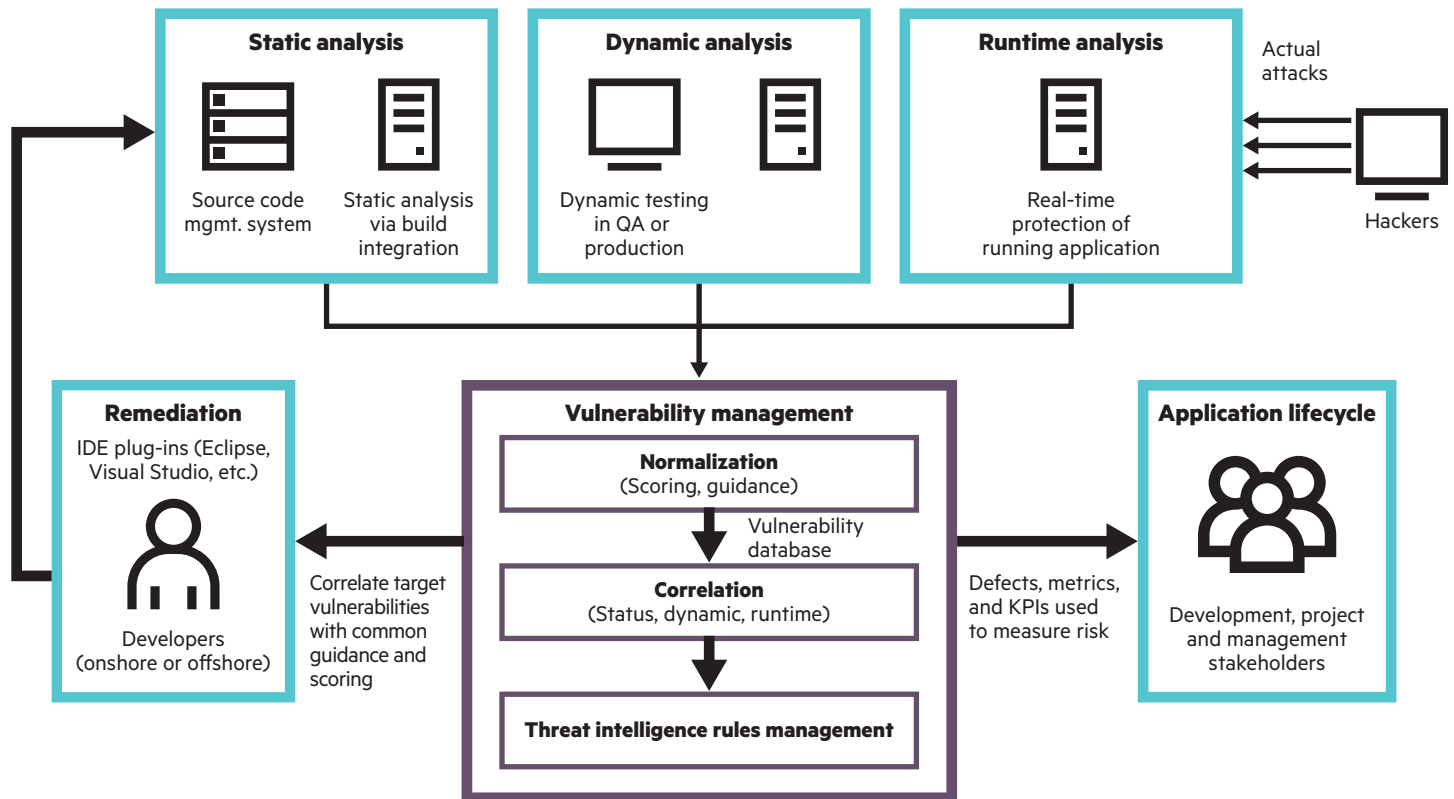 Static analysis
Source code
mgmt. system
Static analysis
via build
integration
Dynamic analysis
Dynamic testing
in QA or
production
Runtime analysis
Real-time
protection of
running application
Actual
attacks
Hackers
Remediation
IDE plug-ins (Eclipse,
Visual Studio, etc.)
Developers
(onshore or offshore)
Correlate target
vulnerabilities
with common
guidance and
scoring
Vulnerability management
Normalization
(Scoring, guidance)
Vulnerability
database
Correlation
(Status, dynamic, runtime)
Threat intelligence rules management
Defects, metrics,
and KPIs used
to measure risk
Application lifecycle
Development, project
and management
stakeholders